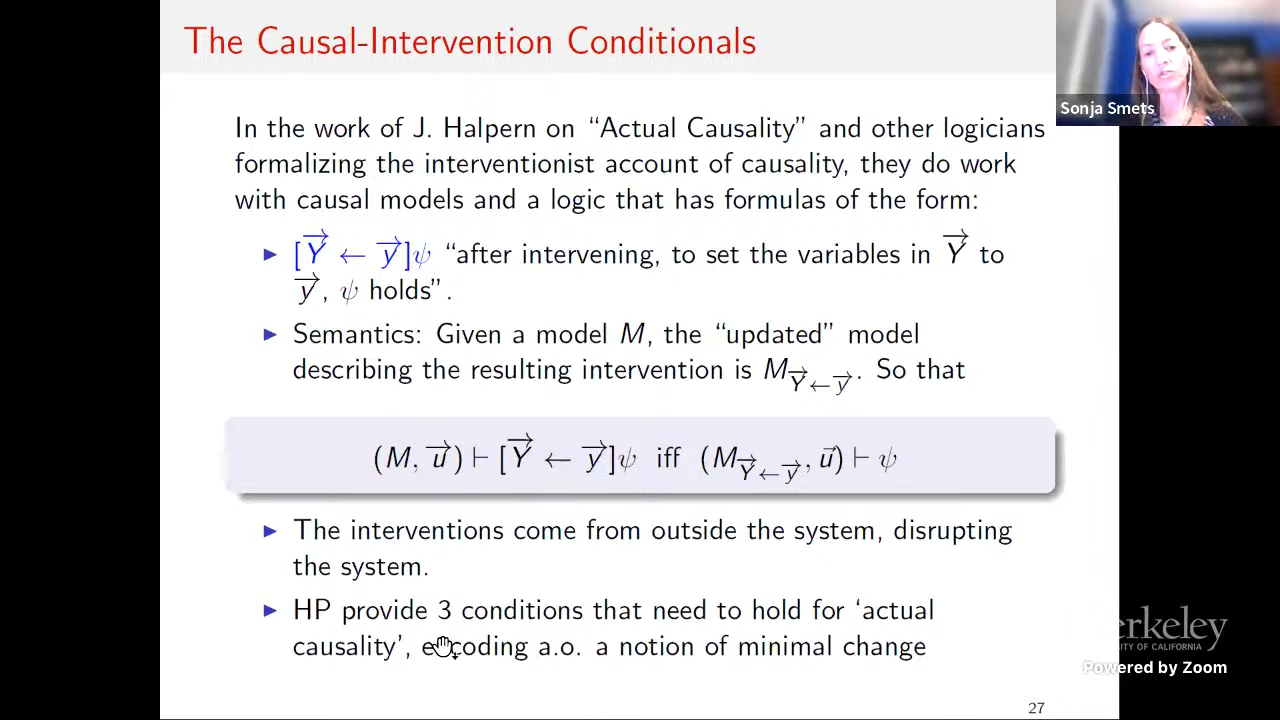 The Causal-Intervention Conditionals
Sonja Smets
In the work of J. Halpern on “Actual Causality” and other logicians
formalizing the interventionist account of causality, they do work
with causal models and a logic that has formulas of the form:
▶ [Y⃗ ← y⃗]ψ “after intervening, to set the variables in Y⃗ to
y⃗, ψ holds”.
▶ Semantics: Given a model M, the “updated” model
describing the resulting intervention is M_{Y⃗←y⃗}. So that
(M, u⃗) ⊢ [Y⃗ ← y⃗]ψ iff (M_{Y⃗←y⃗}, u⃗) ⊢ ψ
▶ The interventions come from outside the system, disrupting
the system.
▶ HP provide 3 conditions that need to hold for ‘actual
causality’, encoding a.o. a notion of minimal change
erkeley
TY OF CALIFORNIA
Powered by Zoom
27